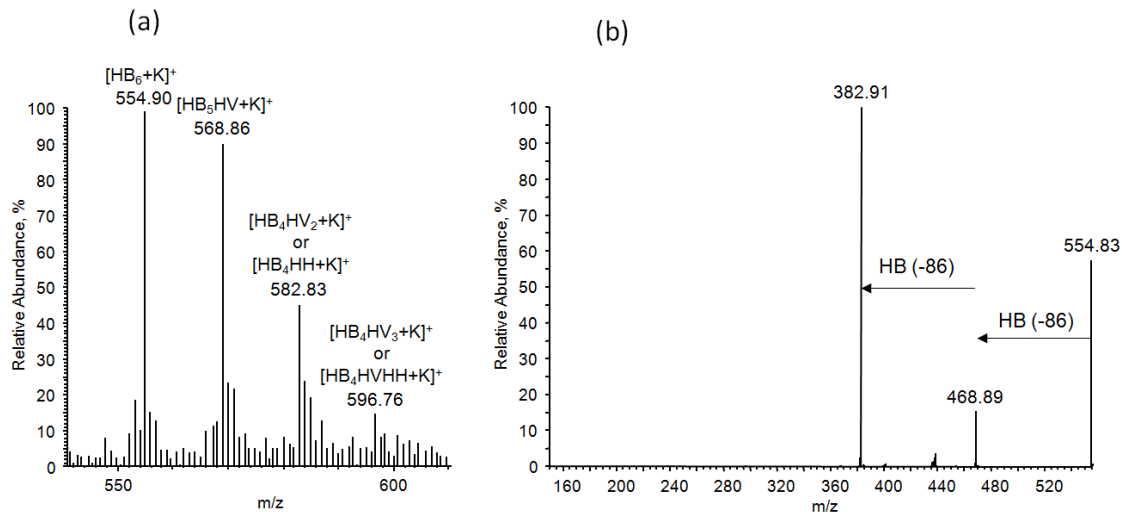 (a)
[HB₆+K]⁺
554.90
[HB₅HV+K]⁺
568.86
[HB₄HV₂+K]⁺
or
[HB₄HH+K]⁺
582.83
[HB₄HV₃+K]⁺
or
[HB₄HVHH+K]⁺
596.76
Relative Abundance, %
100
90
80
70
60
50
40
30
20
10
0
550
600
m/z
(b)
382.91
554.83
HB (-86)
HB (-86)
468.89
Relative Abundance, %
100
90
80
70
60
50
40
30
20
10
0
160
200
240
280
320
360
400
440
480
520
m/z